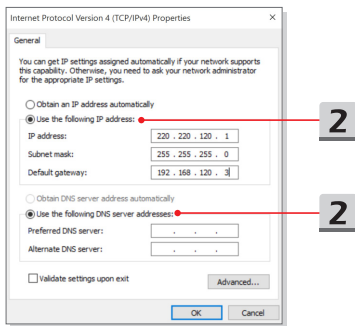 Internet Protocol Version 4 (TCP/IPv4) Properties
General
You can get IP settings assigned automatically if your network supports
this capability. Otherwise, you need to ask your network administrator
for the appropriate IP settings.
Obtain an IP address automatically
Use the following IP address:
2
IP address:
220 . 220 . 120 . 1
Subnet mask:
255 . 255 . 255 . 0
Default gateway:
192 . 168 . 120 . 3
Obtain DNS server address automatically
Use the following DNS server addresses:
2
Preferred DNS server:
. . .
Alternate DNS server:
. . .
Validate settings upon exit
Advanced...
OK
Cancel